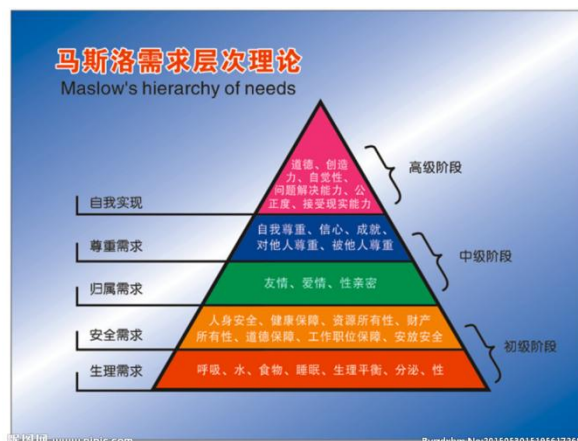 马斯洛需求层次理论
Maslow's hierarchy of needs
道德、创造
力、自觉性、
问题解决能力、公
正度、接受现实能力
高级阶段
自我实现
自我尊重、信心、成就、
对他人尊重、被他人尊重
尊重需求
中级阶段
友情、爱情、性亲密
归属需求
人身安全、健康保障、资源所有性、财产
所有性、道德保障、工作职位保障、安放安全
安全需求
初级阶段
呼吸、水、食物、睡眠、生理平衡、分泌、性
生理需求